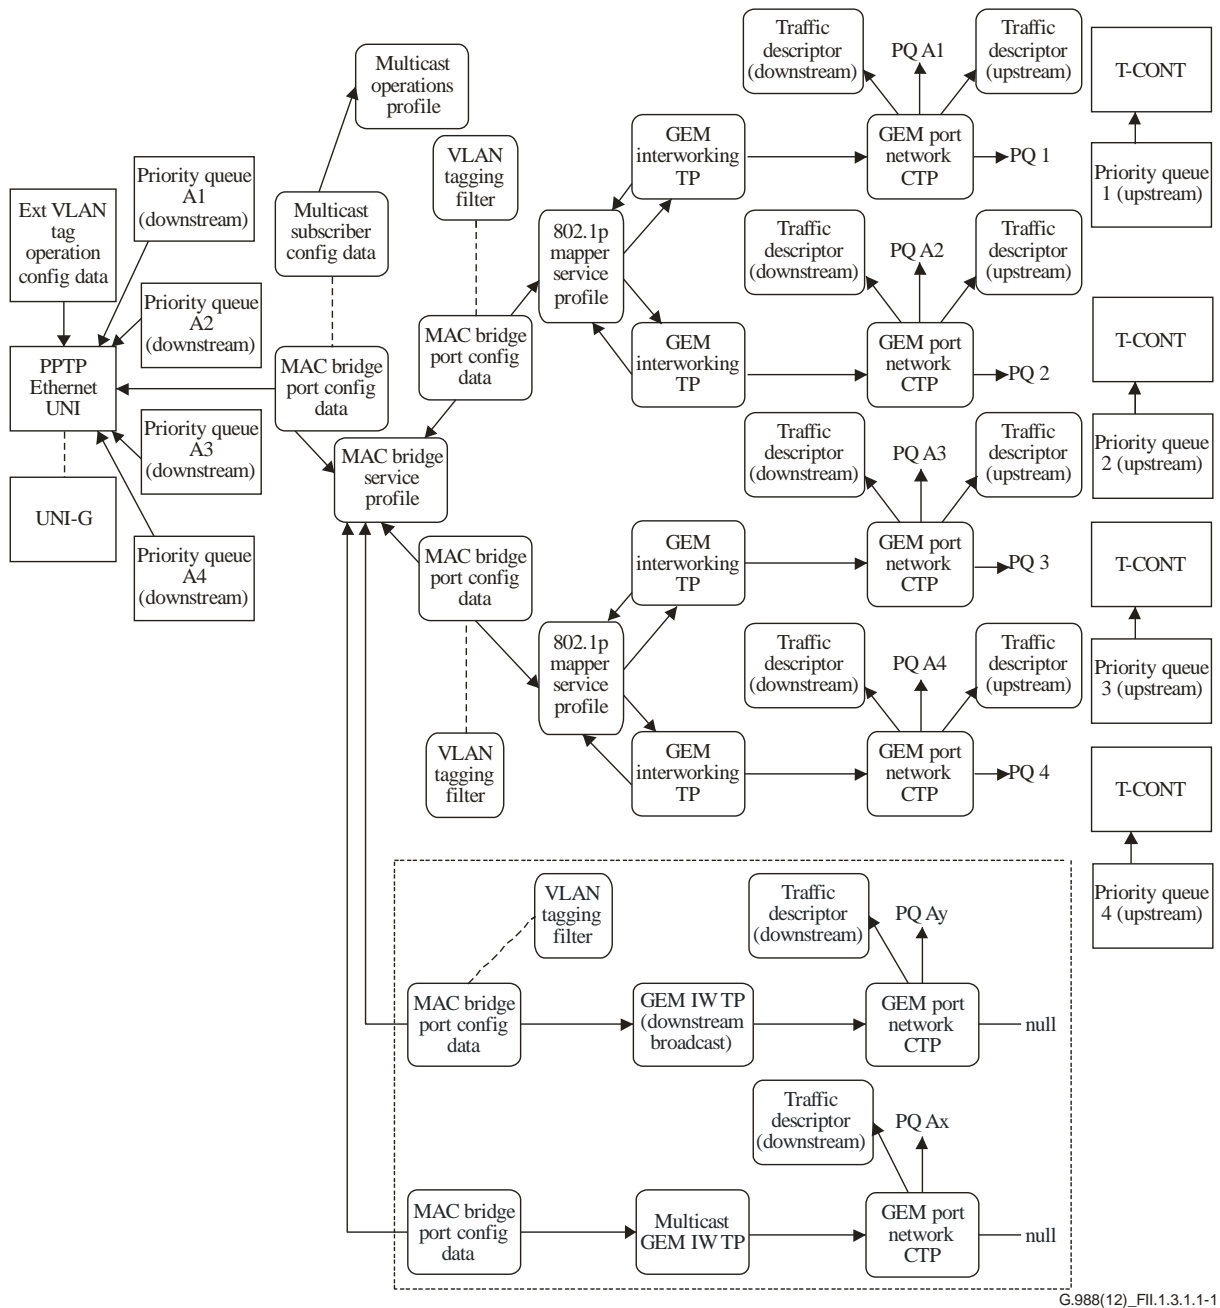 Traffic
descriptor
(downstream)
PQ A1
Traffic
descriptor
(upstream)
T-CONT
Multicast
operations
profile
GEM
interworking
TP
GEM port
network
CTP
PQ 1
Priority queue
1 (upstream)
VLAN
tagging
filter
Priority queue
A1
(downstream)
Ext VLAN
tag
operation
config data
Multicast
subscriber
config data
802.1p
mapper
service
profile
Traffic
descriptor
(downstream)
PQ A2
Traffic
descriptor
(upstream)
Priority queue
A2
(downstream)
MAC bridge
port config
data
GEM
interworking
TP
GEM port
network
CTP
PQ 2
T-CONT
PPTP
Ethernet
UNI
MAC bridge
port config
data
Priority queue
A3
(downstream)
MAC bridge
service
profile
Traffic
descriptor
(downstream)
PQ A3
Traffic
descriptor
(upstream)
Priority queue
2 (upstream)
UNI-G
Priority queue
A4
(downstream)
MAC bridge
port config
data
GEM
interworking
TP
GEM port
network
CTP
PQ 3
T-CONT
802.1p
mapper
service
profile
Traffic
descriptor
(downstream)
PQ A4
Traffic
descriptor
(upstream)
Priority queue
3 (upstream)
VLAN
tagging
filter
GEM
interworking
TP
GEM port
network
CTP
PQ 4
T-CONT
VLAN
tagging
filter
Traffic
descriptor
(downstream)
PQ Ay
Priority queue
4 (upstream)
MAC bridge
port config
data
GEM IW TP
(downstream
broadcast)
GEM port
network
CTP
null
Traffic
descriptor
(downstream)
PQ Ax
MAC bridge
port config
data
Multicast
GEM IW TP
GEM port
network
CTP
null
G.988(12)_FII.1.3.1.1-1